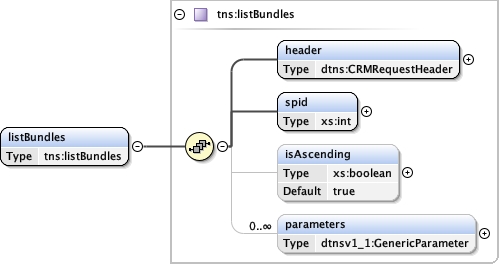 tns:listBundles
header
Type dtns:CRMRequestHeader
spid
Type xs:int
listBundles
Type tns:listBundles
isAscending
Type xs:boolean
Default true
0..∞
parameters
Type dtnsv1_1:GenericParameter